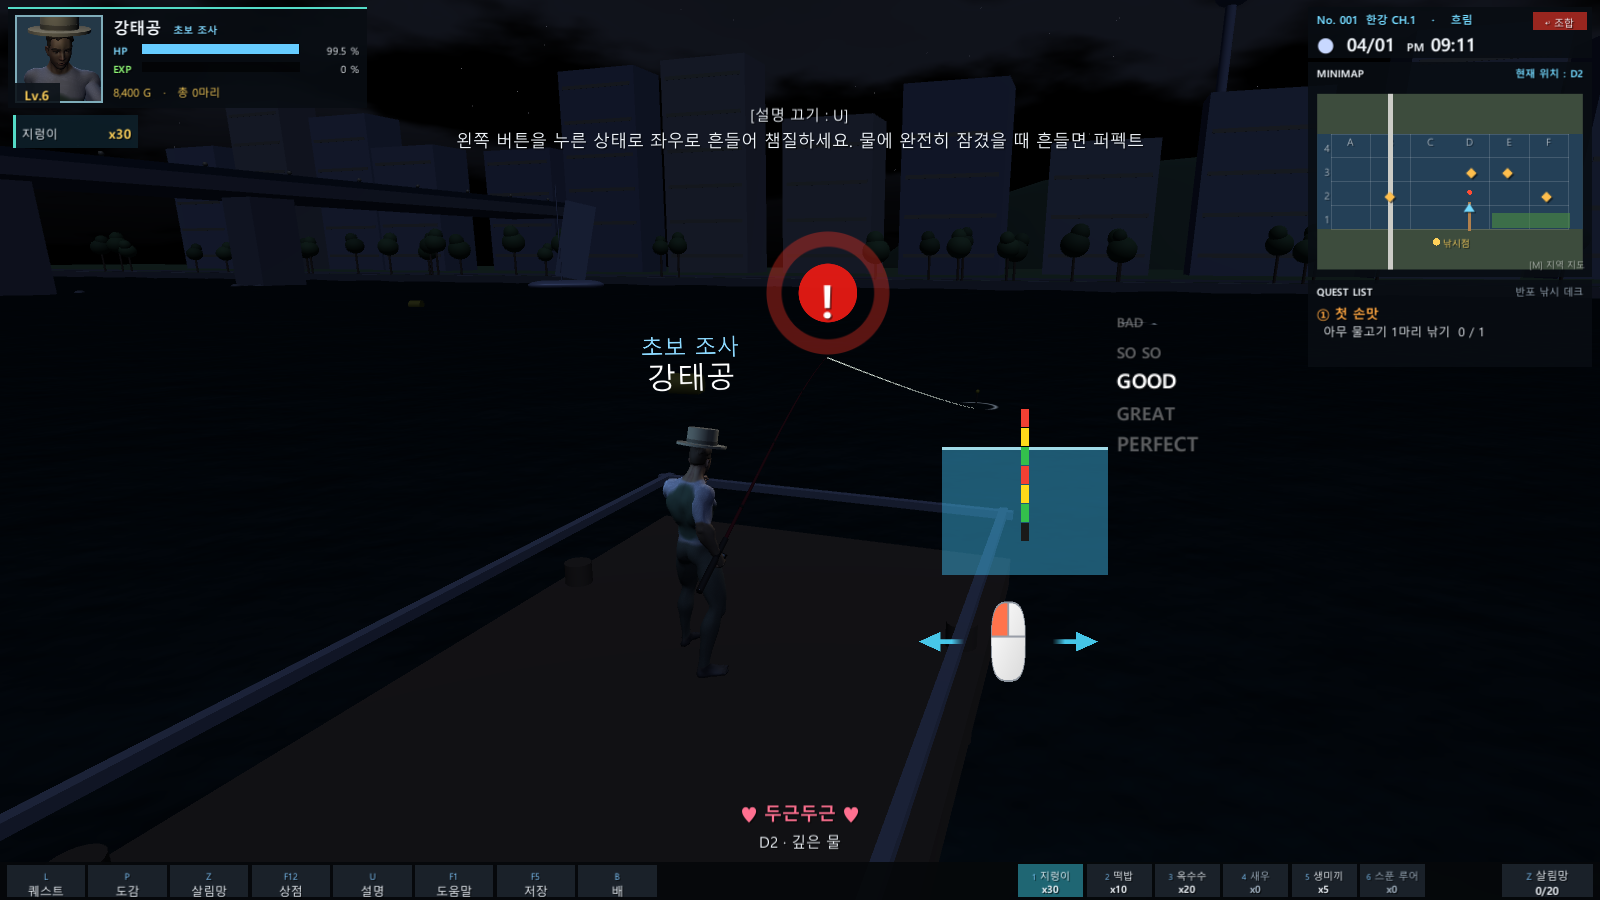 강태공 초보 조사
HP 99.5 %
EXP 0 %
Lv.6
8,400 G · 총 0마리
지렁이 x30
[설명 끄기 : U]
왼쪽 버튼을 누른 상태로 좌우로 흔들어 챔질하세요. 물에 완전히 잠겼을 때 흔들면 퍼펙트
No. 001 한강 CH.1 · 흐림
조합
04/01 PM 09:11
MINIMAP 현재 위치 : D2
A C D E F
4
3
2
1
낚시점
[M] 지역 지도
QUEST LIST 반포 낚시 데크
① 첫 손맛
아무 물고기 1마리 낚기 0 / 1
!
초보 조사
강태공
BAD -
SO SO
GOOD
GREAT
PERFECT
♥ 두근두근 ♥
D2 · 깊은 물
L 퀘스트
P 도감
Z 살림망
F12 상점
U 설명
F1 도움말
F5 저장
B 배
1 지렁이 x30
2 떡밥 x10
3 옥수수 x20
4 새우 x0
5 생미끼 x5
6 스푼 루어 x0
Z 살림망 0/20